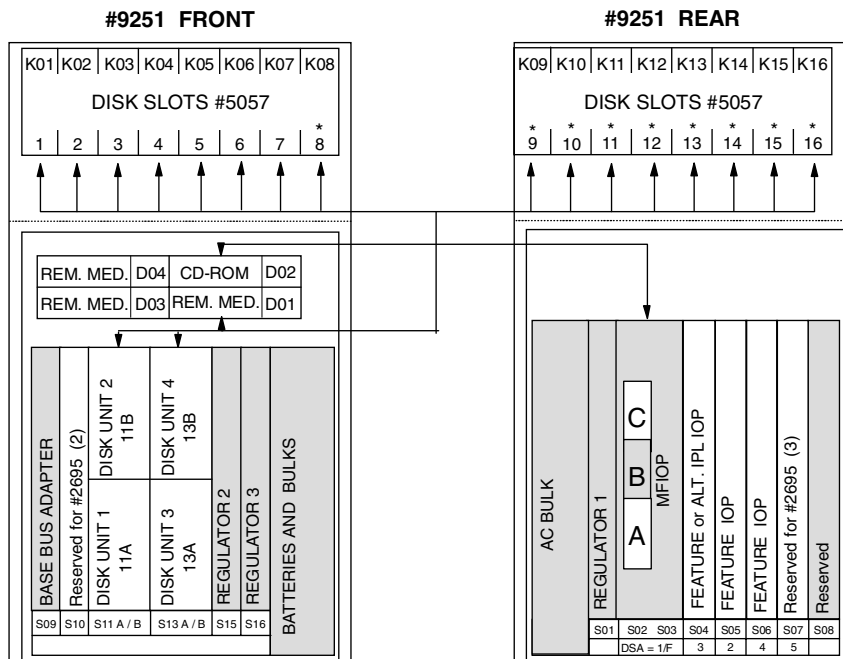 #9251 FRONT
K01 K02 K03 K04 K05 K06 K07 K08
DISK SLOTS #5057
*
1 2 3 4 5 6 7 8
REM. MED. D04 CD-ROM D02
REM. MED. D03 REM. MED. D01
BASE BUS ADAPTER
Reserved for #2695 (2)
DISK UNIT 2
11B
DISK UNIT 1
11A
DISK UNIT 4
13B
DISK UNIT 3
13A
REGULATOR 2
REGULATOR 3
BATTERIES AND BULKS
S09 S10 S11 A / B S13 A / B S15 S16
#9251 REAR
K09 K10 K11 K12 K13 K14 K15 K16
DISK SLOTS #5057
* * * * * * * *
9 10 11 12 13 14 15 16
AC BULK
REGULATOR 1
C
B
A
MFIOP
FEATURE or ALT. IPL IOP
FEATURE IOP
FEATURE IOP
Reserved for #2695 (3)
Reserved
S01 S02 S03 S04 S05 S06 S07 S08
DSA = 1/F 3 2 4 5